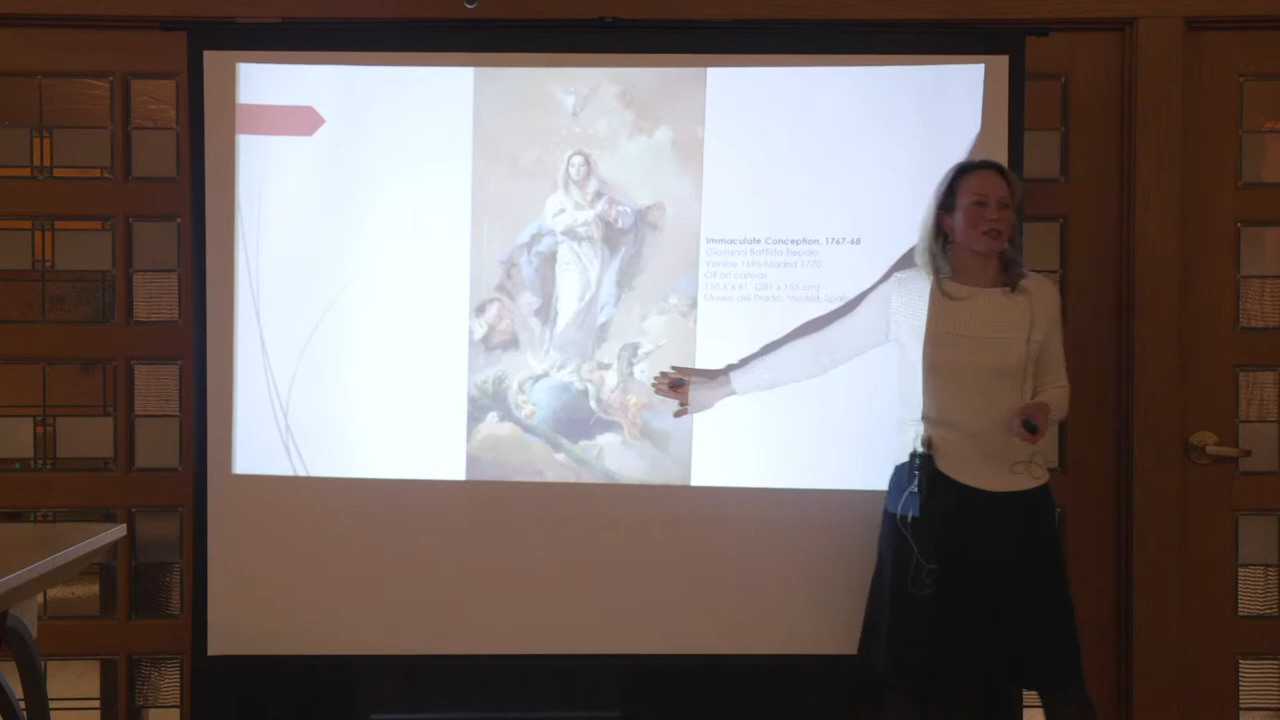 Immaculate Conception, 1767-68
Giovanni Battista Tiepolo
Venice 1696-Madrid 1770
Oil on canvas
110.6"x 61" (281 x 155 cm)
Museo del Prado, Madrid, Spain